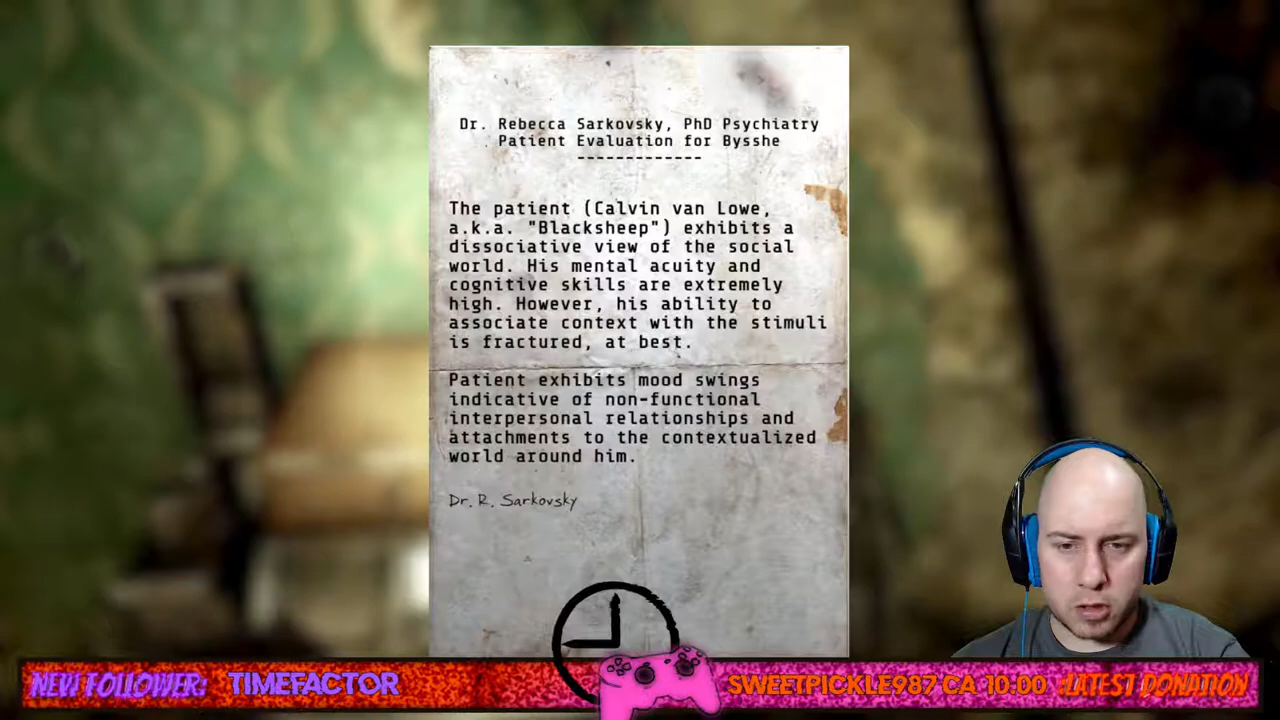 Dr. Rebecca Sarkovsky, PhD Psychiatry
Patient Evaluation for Bysshe
-------------
The patient (Calvin van Lowe,
a.k.a. "Blacksheep") exhibits a
dissociative view of the social
world. His mental acuity and
cognitive skills are extremely
high. However, his ability to
associate context with the stimuli
is fractured, at best.
Patient exhibits mood swings
indicative of non-functional
interpersonal relationships and
attachments to the contextualized
world around him.
Dr. R. Sarkovsky
NEW FOLLOWER: TIMEFACTOR
SWEETPICKLE987 CA 10.00 :LATEST DONATION